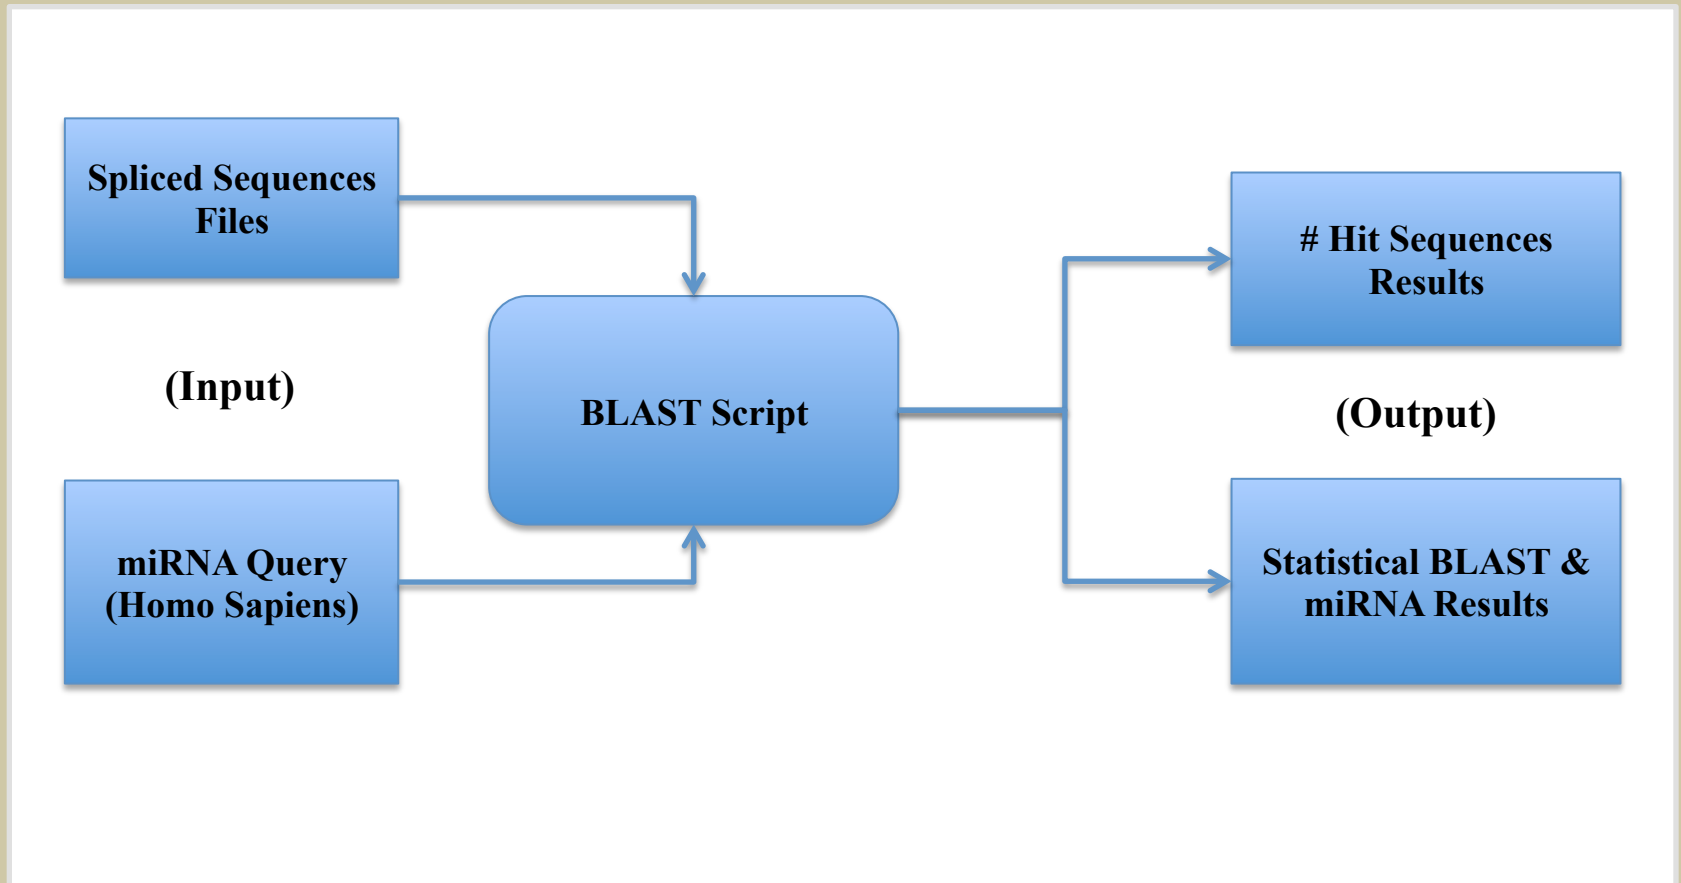 Spliced Sequences
Files
(Input)
miRNA Query
(Homo Sapiens)
BLAST Script
# Hit Sequences
Results
(Output)
Statistical BLAST &
miRNA Results